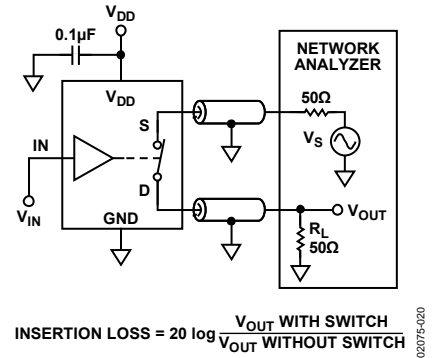 V_DD
0.1µF
NETWORK
ANALYZER
V_DD
50Ω
S
V_S
IN
D
V_OUT
V_IN
GND
R_L
50Ω
INSERTION LOSS = 20 log V_OUT WITH SWITCH
V_OUT WITHOUT SWITCH
02075-020